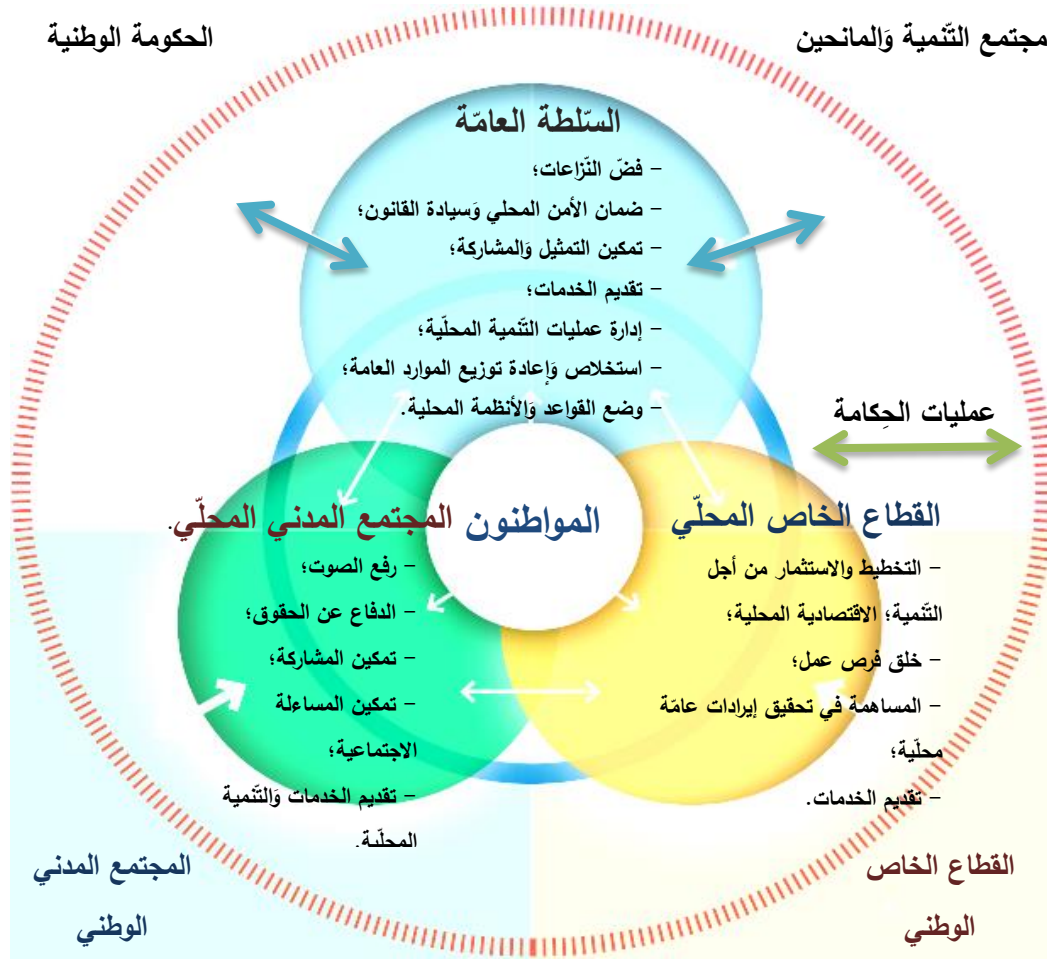 مجتمع التّنمية وَالمانحين
الحكومة الوطنية
السّلطة العامّة
– فضّ النّزاعات؛
– ضمان الأمن المحلي وَسيادة القانون؛
– تمكين التمثيل وَالمشاركة؛
– تقديم الخدمات؛
– إدارة عمليات التّنمية المحلّية؛
– استخلاص وَإعادة توزيع الموارد العامة؛
– وضع القواعد وَالأنظمة المحلية.
عمليات الحِكامة
القطاع الخاص المحلّي
– التخطيط والاستثمار من أجل
التّنمية؛ الاقتصادية المحلية؛
– خلق فرص عمل؛
– المساهمة في تحقيق إيرادات عامّة
محلّية؛
– تقديم الخدمات.
المواطنون
المجتمع المدني المحلّي.
– رفع الصوت؛
– الدفاع عن الحقوق؛
– تمكين المشاركة؛
– تمكين المساءلة
الاجتماعية؛
– تقديم الخدمات وَالتّنمية
المحلّية.
القطاع الخاص
الوطني
المجتمع المدني
الوطني